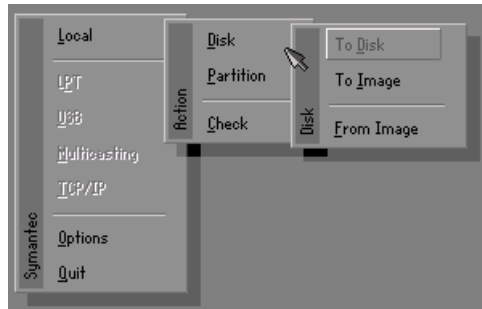 Local
LPT
USB
Multicasting
TCP/IP
Options
Quit
Symantec
Disk
Partition
Check
Action
To Disk
To Image
From Image
Disk